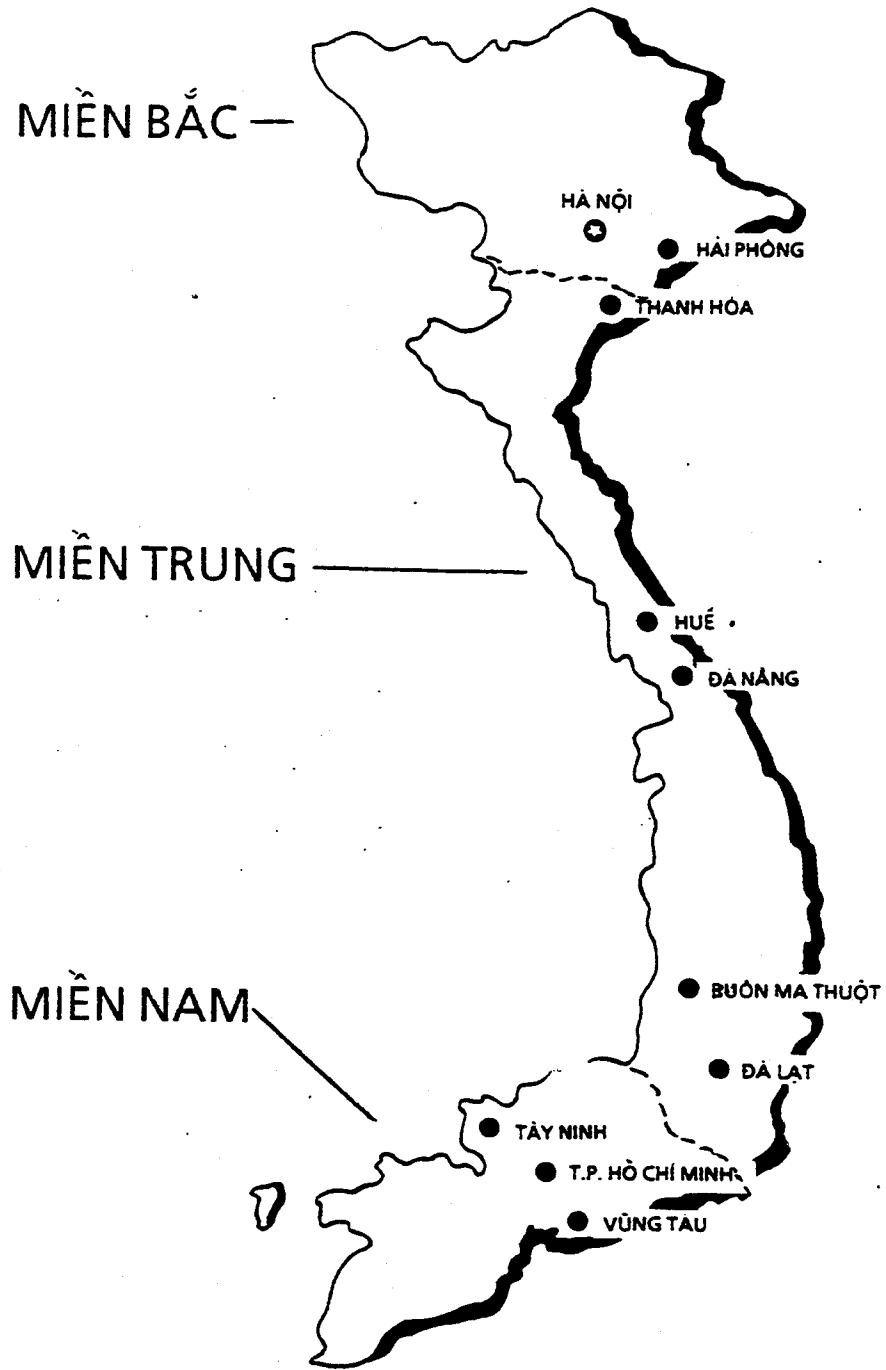 MIỀN BẮC
HÀ NỘI
HẢI PHÒNG
THANH HÓA
MIỀN TRUNG
HUẾ
ĐÀ NẴNG
MIỀN NAM
BUÔN MA THUỘT
ĐÀ LẠT
TÂY NINH
T.P. HỒ CHÍ MINH
VŨNG TÀU